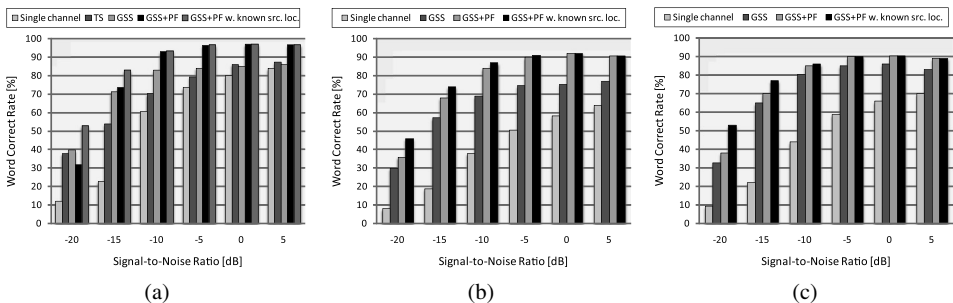 Single channel TS GSS GSS+PF GSS+PF w. known src. loc.
Word Correct Rate [%]
100
90
80
70
60
50
40
30
20
10
0
-20 -15 -10 -5 0 5
Signal-to-Noise Ratio [dB]
(a)
Single channel GSS GSS+PF GSS+PF w. known src. loc.
Word Correct Rate [%]
100
90
80
70
60
50
40
30
20
10
0
-20 -15 -10 -5 0 5
Signal-to-Noise Ratio [dB]
(b)
Single channel GSS GSS+PF GSS+PF w. known src. loc.
Word Correct Rate [%]
100
90
80
70
60
50
40
30
20
10
0
-20 -15 -10 -5 0 5
Signal-to-Noise Ratio [dB]
(c)